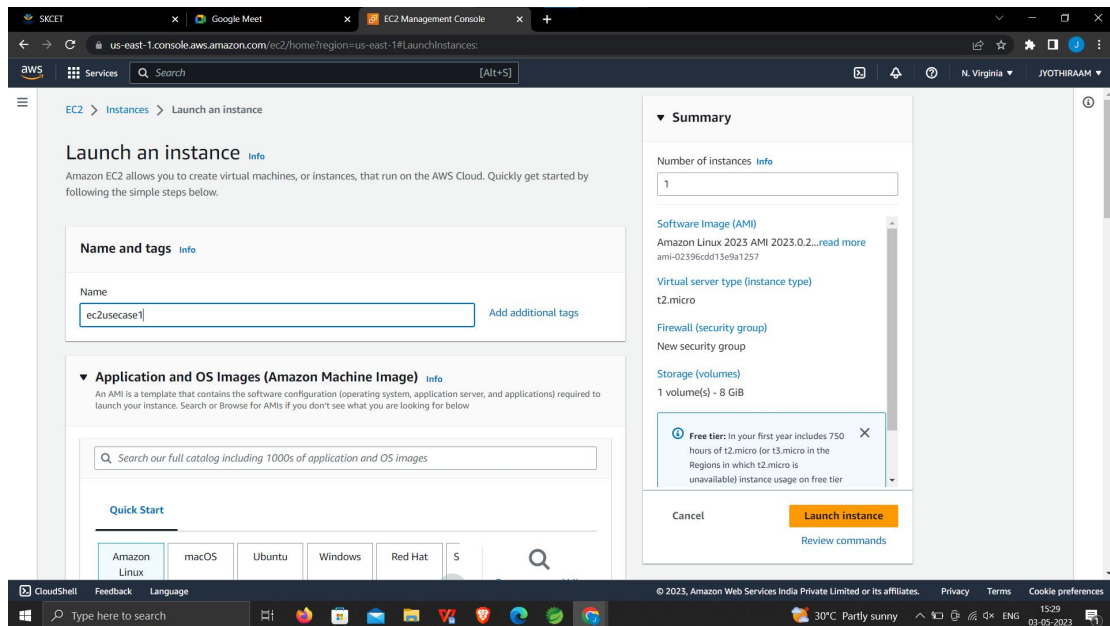 SKCET
Google Meet
EC2 Management Console
us-east-1.console.aws.amazon.com/ec2/home?region=us-east-1#LaunchInstances:
J
aws
Services
Search
[Alt+S]
N. Virginia
JYOTHIRAAM
EC2 > Instances > Launch an instance
Launch an instance Info
Amazon EC2 allows you to create virtual machines, or instances, that run on the AWS Cloud. Quickly get started by
following the simple steps below.
Name and tags Info
Name
ec2usecase1
Add additional tags
Application and OS Images (Amazon Machine Image) Info
An AMI is a template that contains the software configuration (operating system, application server, and applications) required to
launch your instance. Search or Browse for AMIs if you don't see what you are looking for below
Search our full catalog including 1000s of application and OS images
Quick Start
Amazon
Linux
macOS
Ubuntu
Windows
Red Hat
S
Summary
Number of instances Info
1
Software Image (AMI)
Amazon Linux 2023 AMI 2023.0.2...read more
ami-02396cdd13e9a1257
Virtual server type (instance type)
t2.micro
Firewall (security group)
New security group
Storage (volumes)
1 volume(s) - 8 GiB
Free tier: In your first year includes 750
hours of t2.micro (or t3.micro in the
Regions in which t2.micro is
unavailable) instance usage on free tier
Cancel
Launch instance
Review commands
CloudShell
Feedback
Language
© 2023, Amazon Web Services India Private Limited or its affiliates.
Privacy
Terms
Cookie preferences
Type here to search
30°C Partly sunny
ENG
15:29
03-05-2023